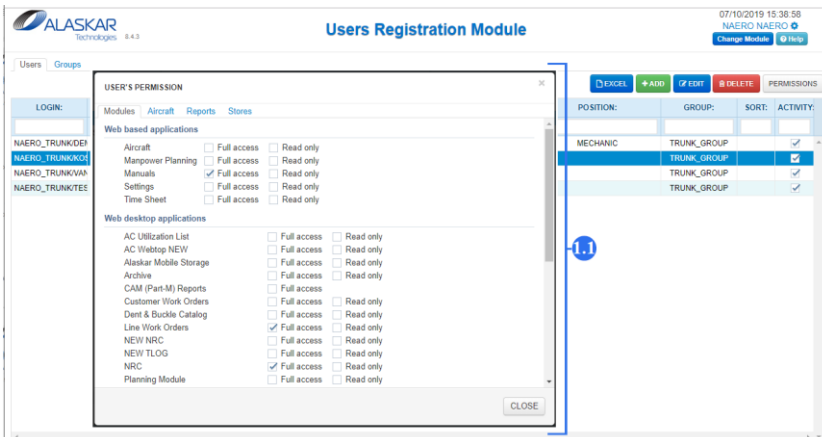 07/10/2019 15:38:58
ALASKAR
Technologies 8.4.3
Users Registration Module
NAERO NAERO
Change Module Help
Users Groups
EXCEL +ADD EDIT DELETE PERMISSIONS
USER'S PERMISSION ×
LOGIN: POSITION: GROUP: SORT: ACTIVITY:
Modules Aircraft Reports Stores
Web based applications
NAERO_TRUNK/DEM MECHANIC TRUNK_GROUP
NAERO_TRUNK/KOS TRUNK_GROUP
NAERO_TRUNK/VAN TRUNK_GROUP
NAERO_TRUNK/TES TRUNK_GROUP
Aircraft Full access Read only
Manpower Planning Full access Read only
Manuals Full access Read only
Settings Full access Read only
Time Sheet Full access Read only
Web desktop applications
AC Utilization List Full access Read only
AC Webtop NEW Full access Read only
Alaskar Mobile Storage Full access Read only
Archive Full access Read only
CAM (Part-M) Reports Full access
Customer Work Orders Full access Read only
Dent & Buckle Catalog Full access Read only
Line Work Orders Full access Read only
NEW NRC Full access Read only
NEW TLOG Full access Read only
NRC Full access Read only
Planning Module Full access Read only
1.1
CLOSE